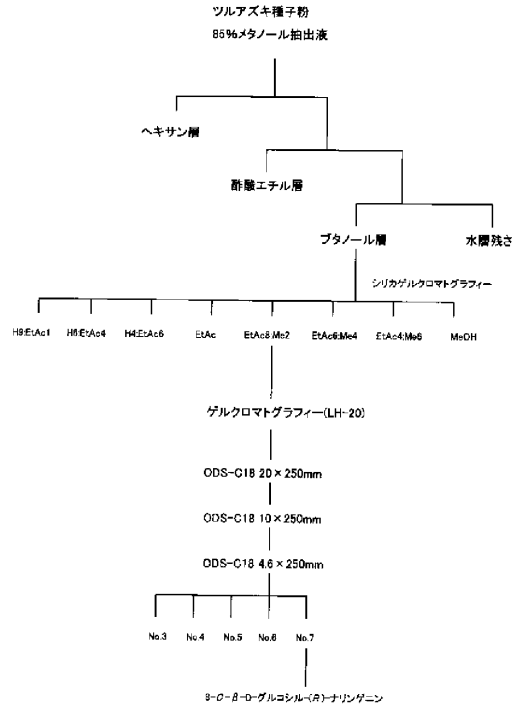 ツルアズキ種子粉
85%メタノール抽出液
ヘキサン層
酢酸エチル層
ブタノール層
水層残さ
シリカゲルクロマトグラフィー
H9:EtAc1 H6:EtAc4 H4:EtAc6 EtAc EtAc8:Me2 EtAc6:Me4 EtAc4:Me6 MeOH
ゲルクロマトグラフィー(LH-20)
ODS-C18 20×250mm
ODS-C18 10×250mm
ODS-C18 4.6×250mm
No.3 No.4 No.5 No.6 No.7
8-C-β-D-グルコシル-(R)-ナリンゲニン